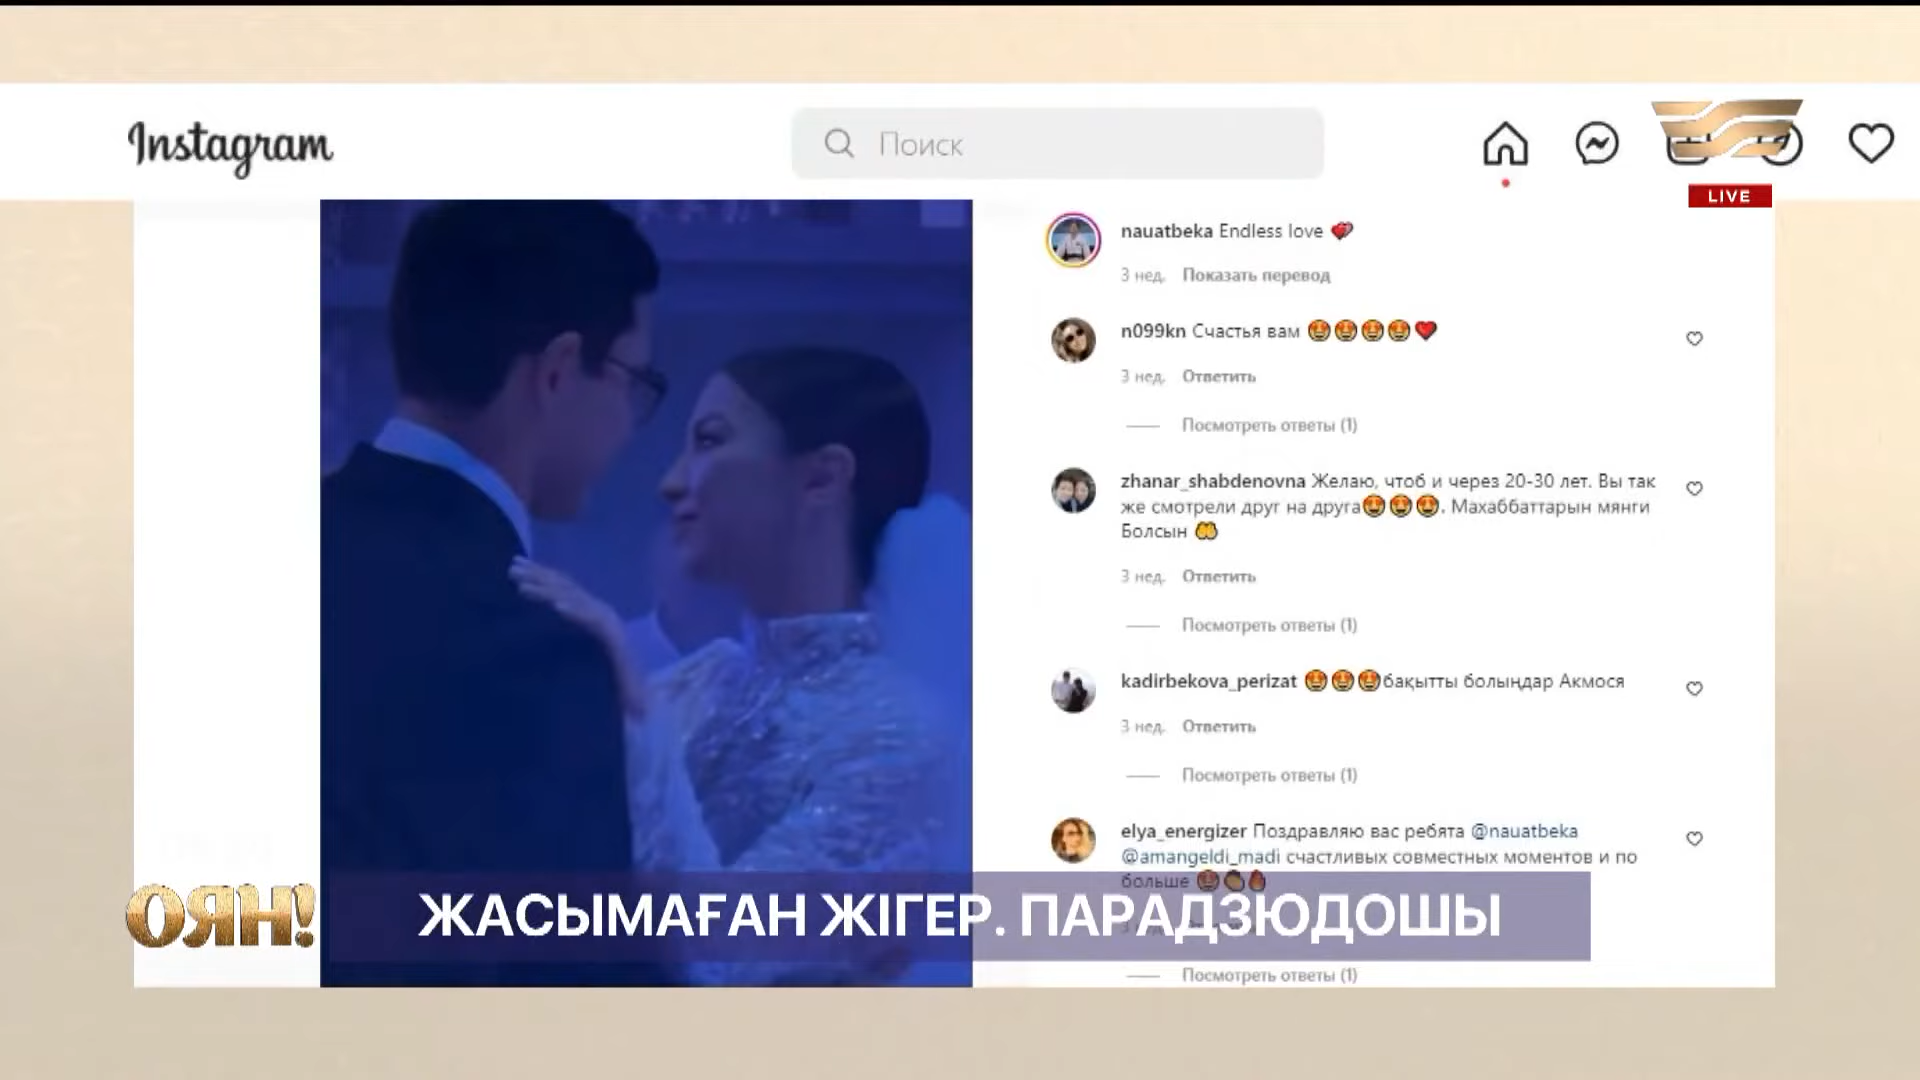 Instagram
Поиск
LIVE
nauatbeka Endless love
3 нед. Показать перевод
n099kn Счастья вам
3 нед. Ответить
Посмотреть ответы (1)
zhanar_shabdenovna Желаю, чтоб и через 20-30 лет. Вы так
же смотрели друг на друга. Махаббаттарын мянги
Болсын
3 нед. Ответить
Посмотреть ответы (1)
kadirbekova_perizat бақытты болыңдар Акмося
3 нед. Ответить
Посмотреть ответы (1)
elya_energizer Поздравляю вас ребята @nauatbeka
@amangeldi_madi счастливых совместных моментов и по
больше
ОЯН!
ЖАСЫМАҒАН ЖІГЕР. ПАРАДЗЮДОШЫ
Посмотреть ответы (1)